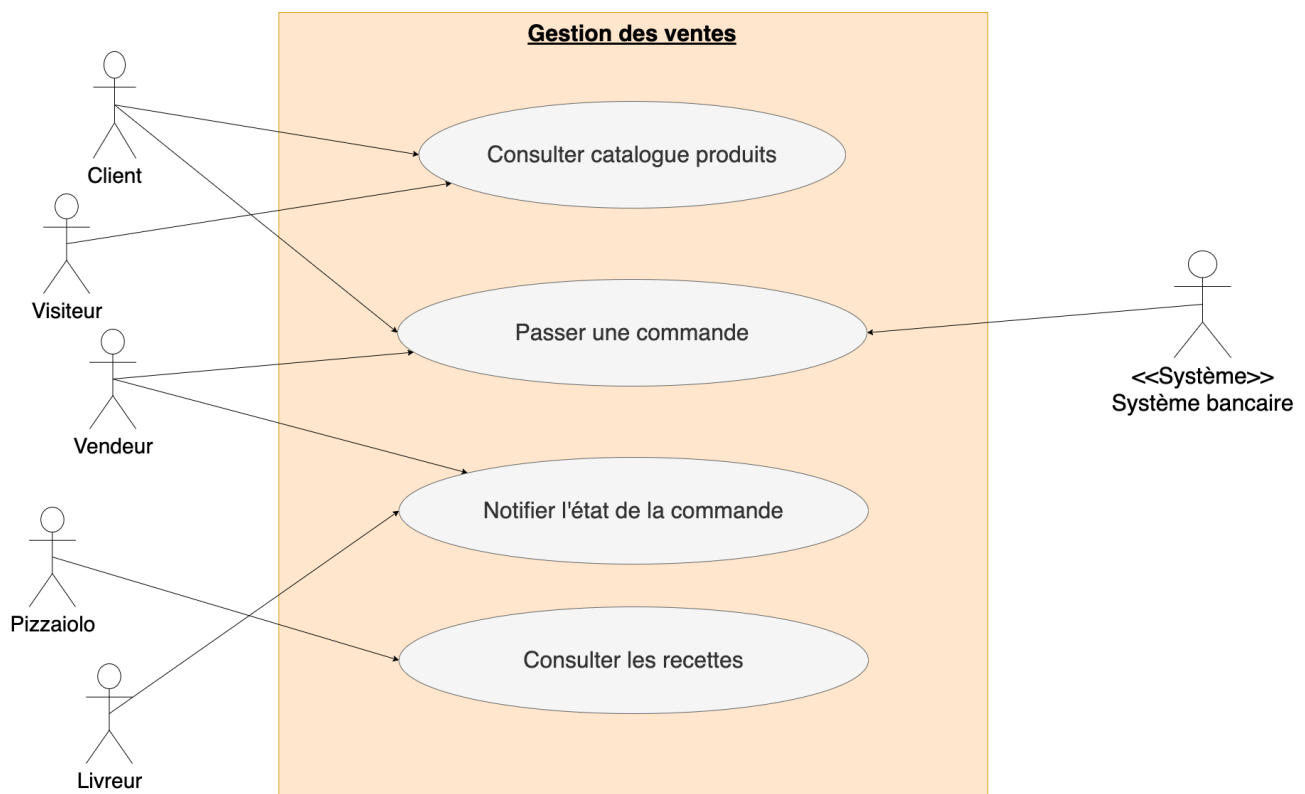 Gestion des ventes
Client
Consulter catalogue produits
Visiteur
Passer une commande
<<Système>>
Système bancaire
Vendeur
Notifier l'état de la commande
Pizzaiolo
Consulter les recettes
Livreur